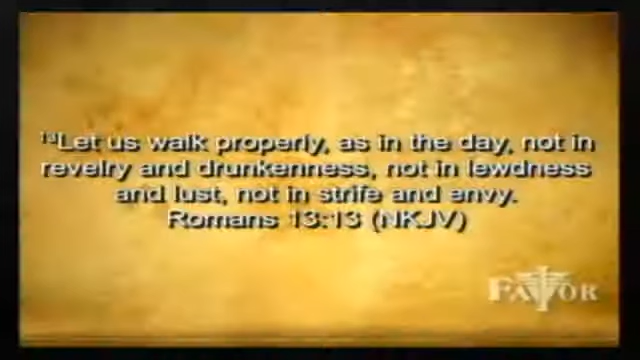 ¹³Let us walk properly, as in the day, not in
revelry and drunkenness, not in lewdness
and lust, not in strife and envy.
Romans 13:13 (NKJV)
FAVOR